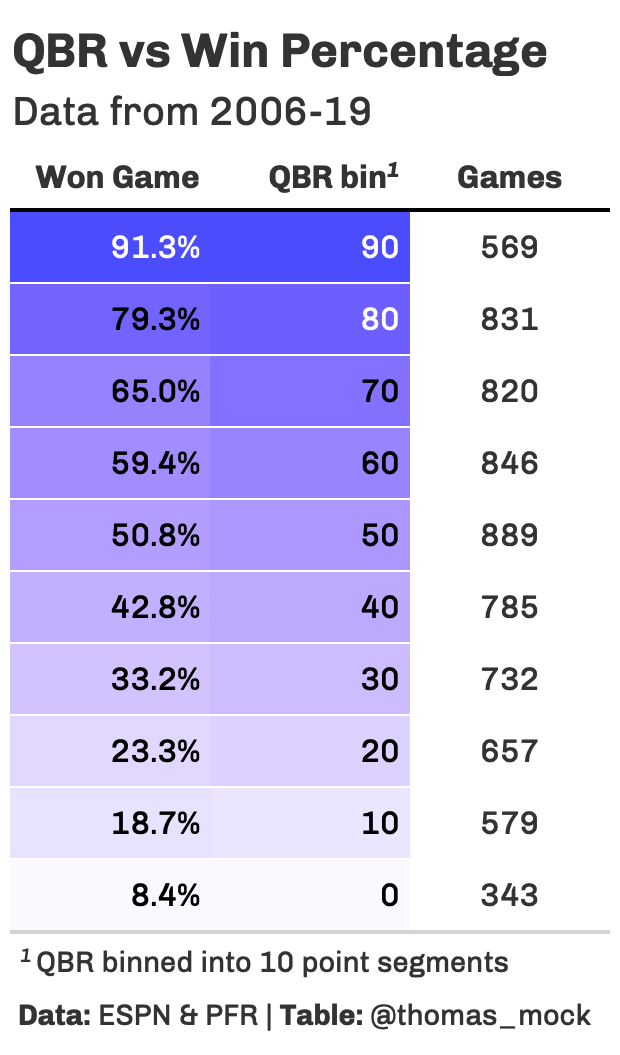 QBR vs Win Percentage
Data from 2006-19
Won Game QBR bin¹ Games
91.3% 90 569
79.3% 80 831
65.0% 70 820
59.4% 60 846
50.8% 50 889
42.8% 40 785
33.2% 30 732
23.3% 20 657
18.7% 10 579
8.4% 0 343
¹ QBR binned into 10 point segments
Data: ESPN & PFR | Table: @thomas_mock